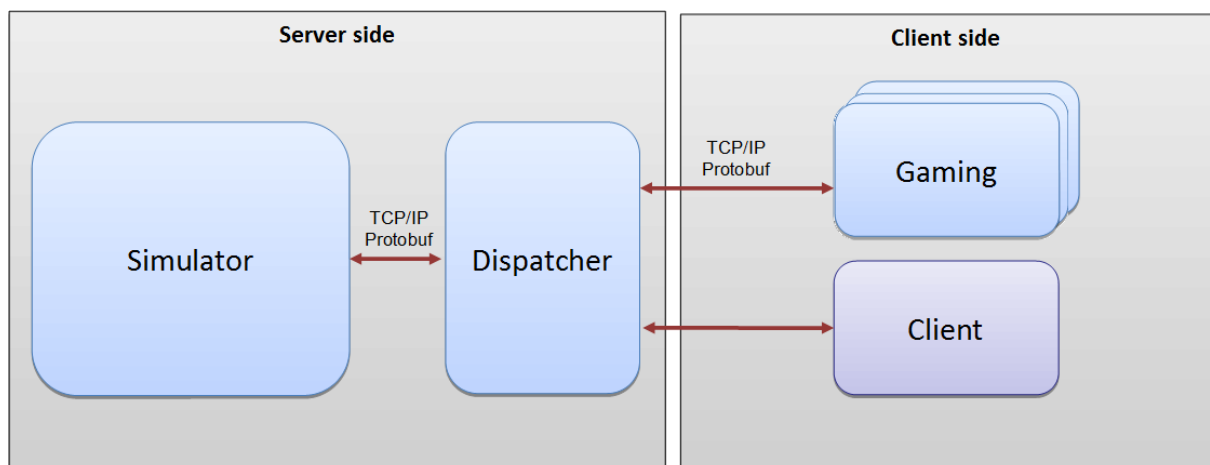 Server side
Simulator
TCP/IP
Protobuf
Dispatcher
Client side
TCP/IP
Protobuf
Gaming
Client